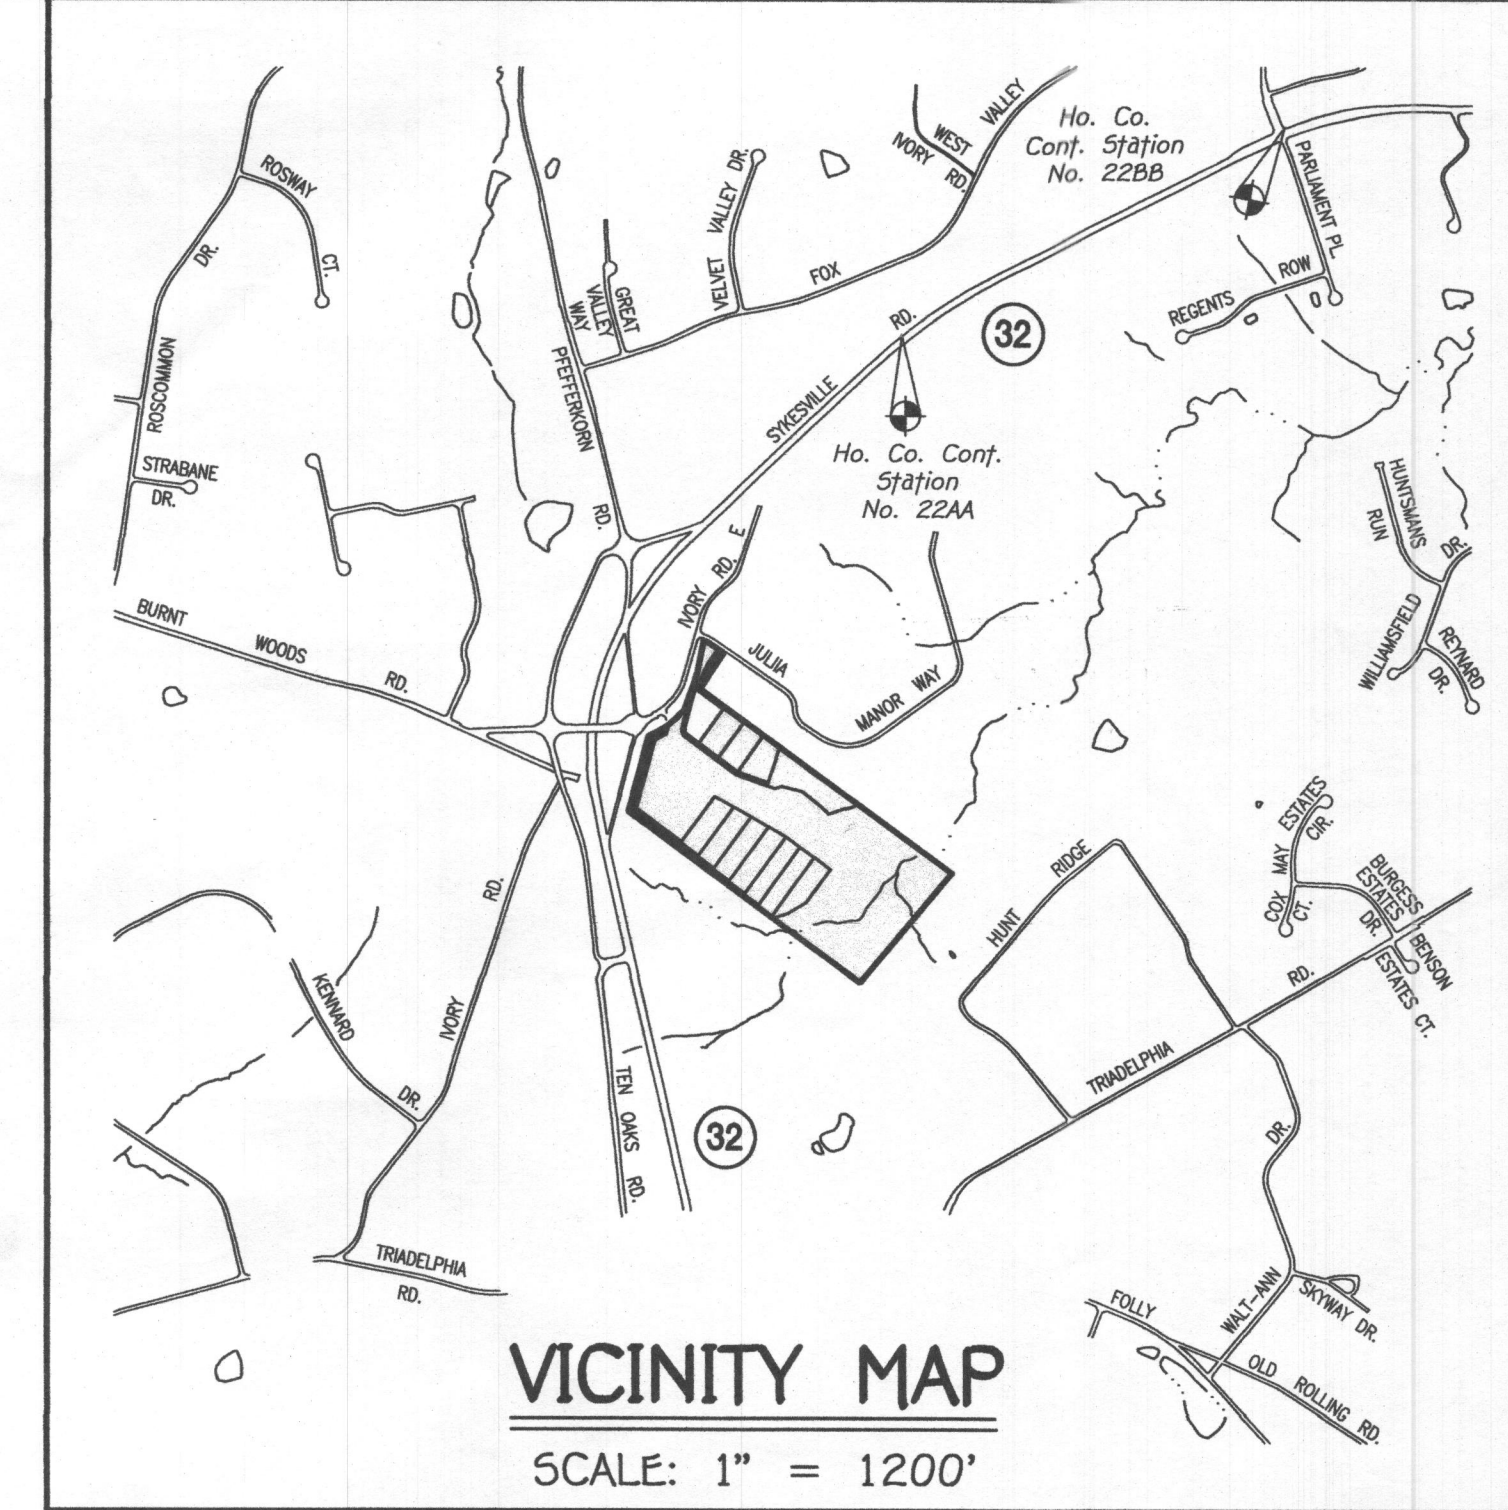 Ho. Co.
Cont. Station
No. 22BB
WEST
IVORY
RD.
VALLEY
FOX
PARLIAMENT PL.
REGENTS ROW
ROSWAY
CT.
ROSCOMMON
DR.
VELVET VALLEY DR.
GREAT
VALLEY
WAY
PFEFFERKORN
RD.
SYKESVILLE
RD.
32
Ho. Co. Cont.
Station
No. 22AA
STRABANE
DR.
HUNTSMANS
RUN
WILLIAMSFIELD
DR.
REYNARD
DR.
BURNT WOODS RD.
IVORY RD. E
JULIA MANOR WAY
ESTATES
CIR.
COX MAY
CT.
BURGESS
ESTATES
DR.
BENSON
ESTATES CT.
HUNT RIDGE
TRIADELPHIA RD.
DR.
KENNARD
DR.
IVORY
RD.
TEN OAKS RD.
32
TRIADELPHIA
RD.
WALT-ANN
SKYWAY DR.
FOLLY
OLD ROLLING RD.
VICINITY MAP
SCALE: 1" = 1200'